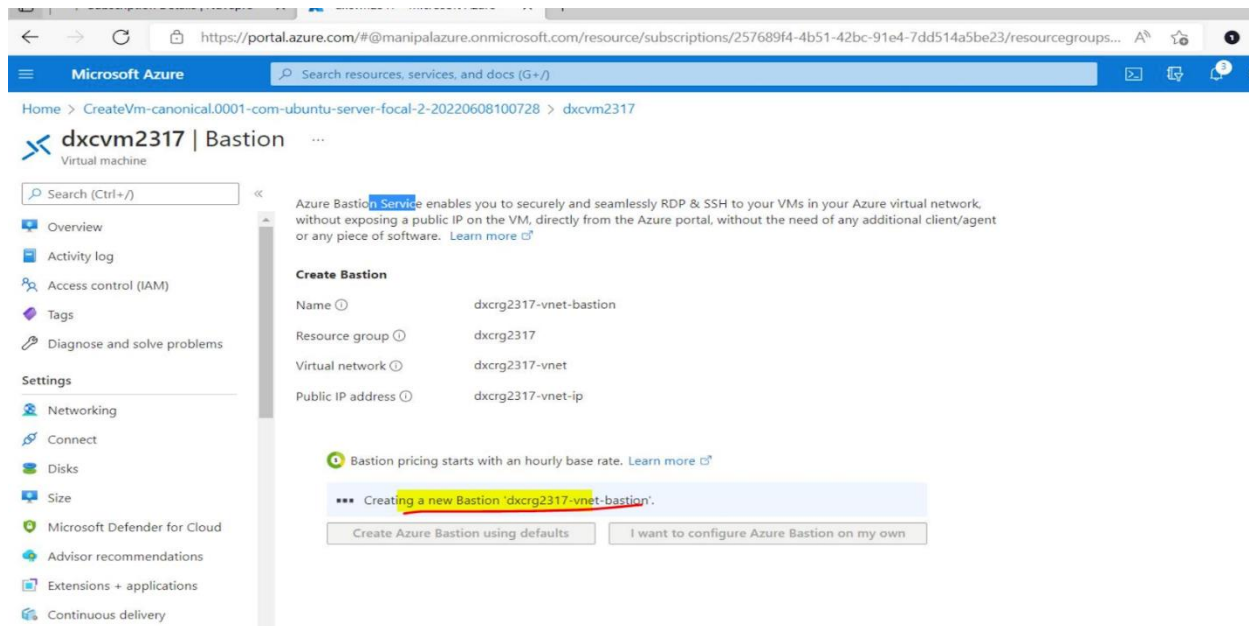 https://portal.azure.com/#@manipalazure.onmicrosoft.com/resource/subscriptions/257689f4-4b51-42bc-91e4-7dd514a5be23/resourcegroups...
Microsoft Azure
Search resources, services, and docs (G+/)
3
Home > CreateVm-canonical.0001-com-ubuntu-server-focal-2-20220608100728 > dxcvm2317
dxcvm2317 | Bastion ...
Virtual machine
Search (Ctrl+/)
Overview
Activity log
Access control (IAM)
Tags
Diagnose and solve problems
Settings
Networking
Connect
Disks
Size
Microsoft Defender for Cloud
Advisor recommendations
Extensions + applications
Continuous delivery
Azure Bastion Service enables you to securely and seamlessly RDP & SSH to your VMs in your Azure virtual network,
without exposing a public IP on the VM, directly from the Azure portal, without the need of any additional client/agent
or any piece of software. Learn more
Create Bastion
Name dxcrg2317-vnet-bastion
Resource group dxcrg2317
Virtual network dxcrg2317-vnet
Public IP address dxcrg2317-vnet-ip
Bastion pricing starts with an hourly base rate. Learn more
Creating a new Bastion 'dxcrg2317-vnet-bastion'.
Create Azure Bastion using defaults
I want to configure Azure Bastion on my own